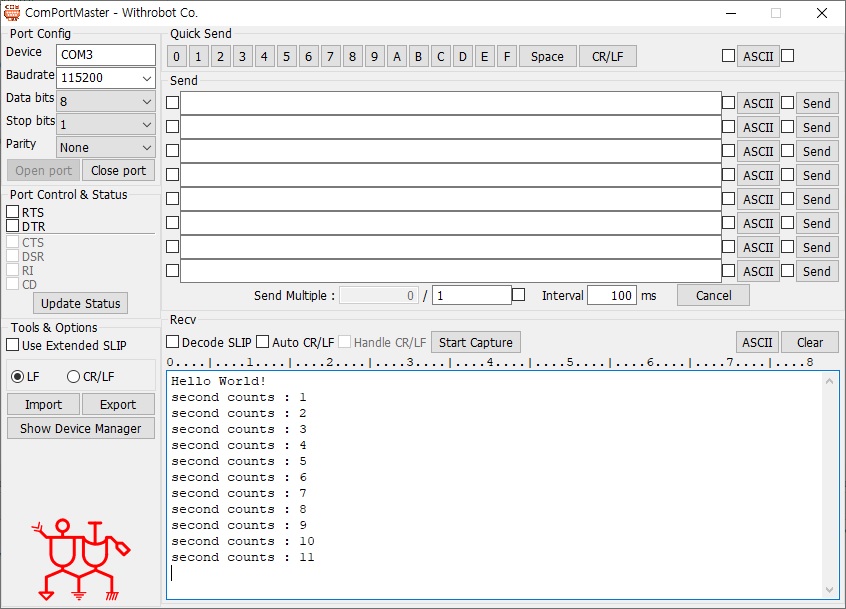 ComPortMaster - Withrobot Co.
Port Config
Device COM3
Baudrate 115200
Data bits 8
Stop bits 1
Parity None
Open port Close port
Port Control & Status
RTS
DTR
CTS
DSR
RI
CD
Update Status
Tools & Options
Use Extended SLIP
LF CR/LF
Import Export
Show Device Manager
Quick Send
0 1 2 3 4 5 6 7 8 9 A B C D E F Space CR/LF ASCII
Send
ASCII Send
ASCII Send
ASCII Send
ASCII Send
ASCII Send
ASCII Send
ASCII Send
ASCII Send
Send Multiple : 0 / 1 Interval 100 ms Cancel
Recv
Decode SLIP Auto CR/LF Handle CR/LF Start Capture ASCII Clear
0....|....1....|....2....|....3....|....4....|....5....|....6....|....7....|....8
Hello World!
second counts : 1
second counts : 2
second counts : 3
second counts : 4
second counts : 5
second counts : 6
second counts : 7
second counts : 8
second counts : 9
second counts : 10
second counts : 11